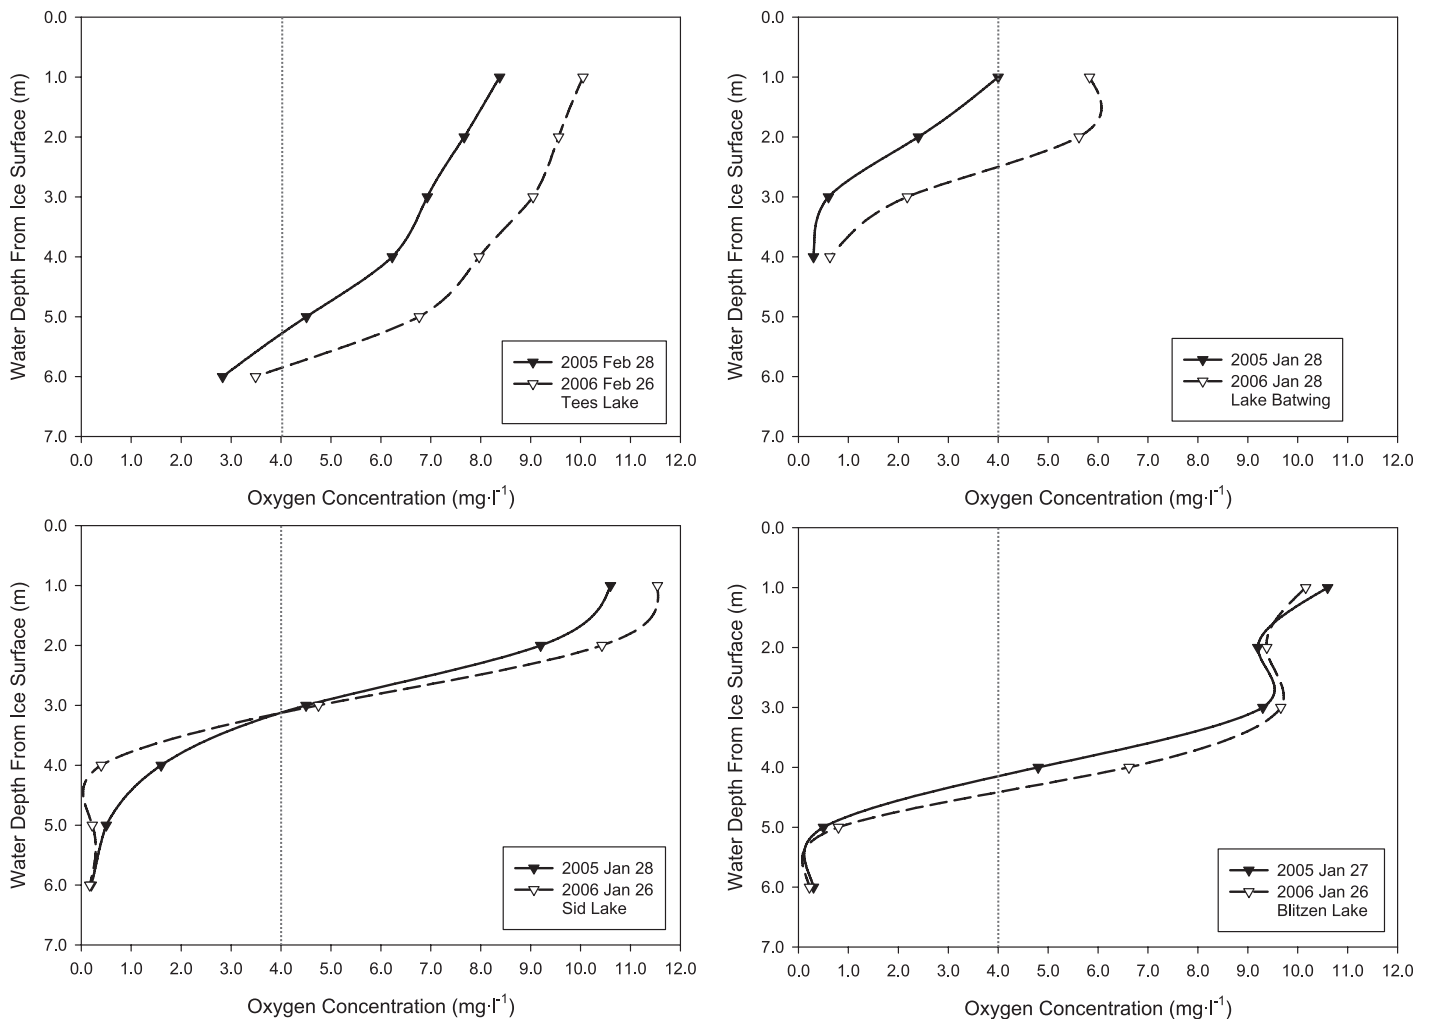 0.0
1.0
2.0
3.0
4.0
5.0
6.0
7.0
Water Depth From Ice Surface (m)
0.0 1.0 2.0 3.0 4.0 5.0 6.0 7.0 8.0 9.0 10.0 11.0 12.0
Oxygen Concentration (mg·l⁻¹)
2005 Feb 28
2006 Feb 26
Tees Lake
0.0
1.0
2.0
3.0
4.0
5.0
6.0
7.0
Water Depth From Ice Surface (m)
0.0 1.0 2.0 3.0 4.0 5.0 6.0 7.0 8.0 9.0 10.0 11.0 12.0
Oxygen Concentration (mg·l⁻¹)
2005 Jan 28
2006 Jan 28
Lake Batwing
0.0
1.0
2.0
3.0
4.0
5.0
6.0
7.0
Water Depth From Ice Surface (m)
0.0 1.0 2.0 3.0 4.0 5.0 6.0 7.0 8.0 9.0 10.0 11.0 12.0
Oxygen Concentration (mg·l⁻¹)
2005 Jan 28
2006 Jan 26
Sid Lake
0.0
1.0
2.0
3.0
4.0
5.0
6.0
7.0
Water Depth From Ice Surface (m)
0.0 1.0 2.0 3.0 4.0 5.0 6.0 7.0 8.0 9.0 10.0 11.0 12.0
Oxygen Concentration (mg·l⁻¹)
2005 Jan 27
2006 Jan 26
Blitzen Lake